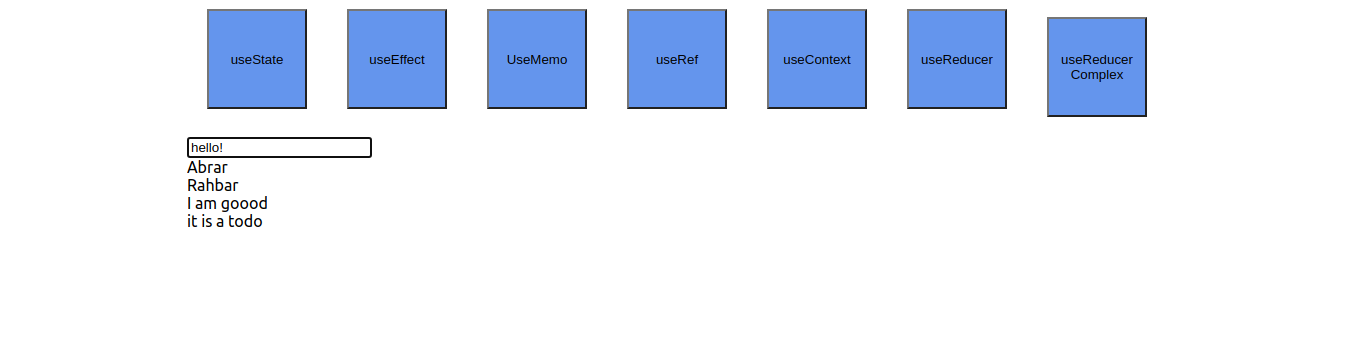 useState
useEffect
UseMemo
useRef
useContext
useReducer
useReducer
Complex
hello!
Abrar
Rahbar
I am goood
it is a todo